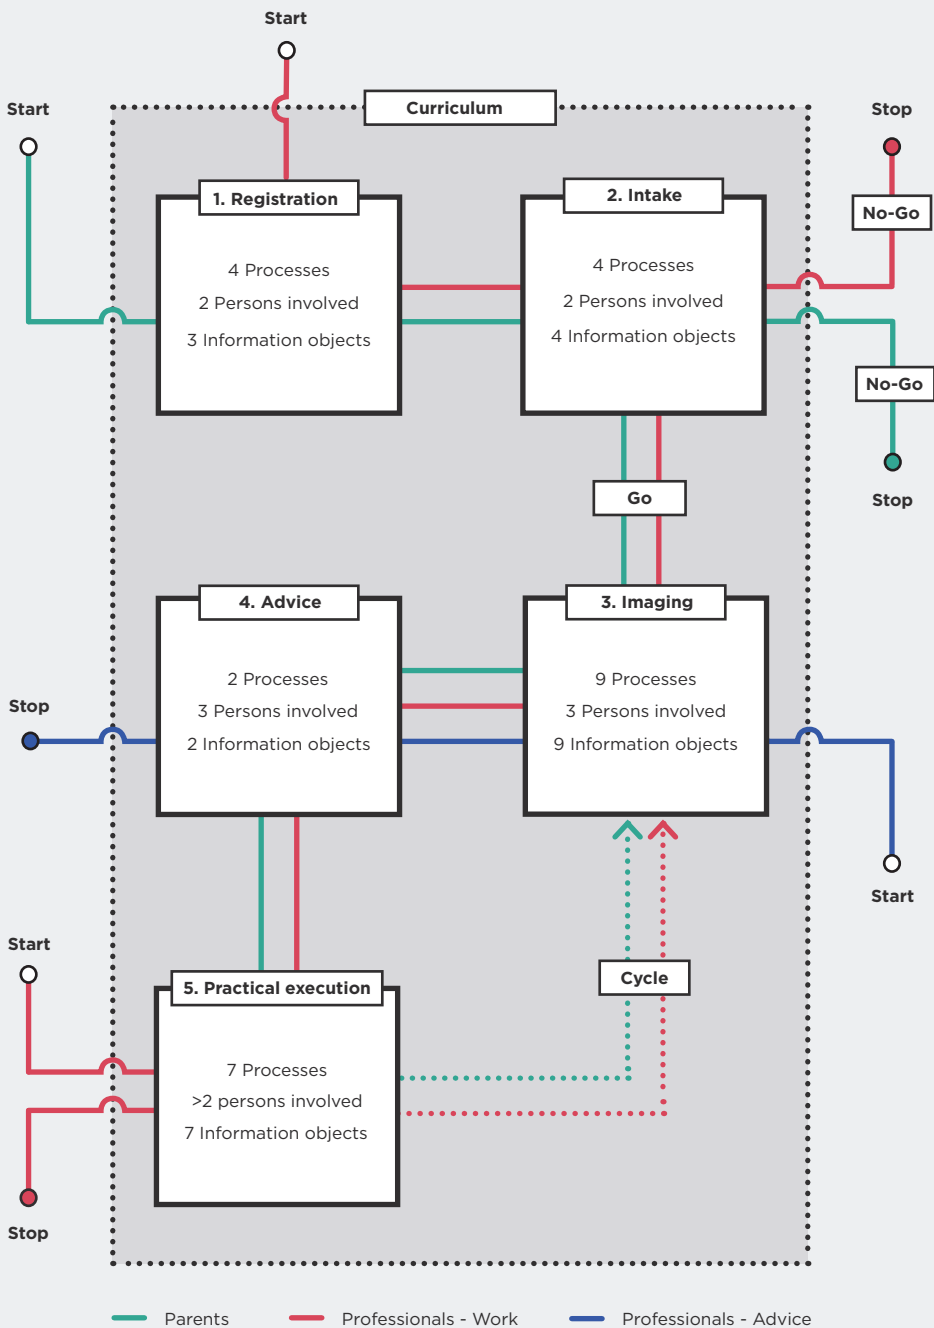 Start
Start
Curriculum
Stop
1. Registration
4 Processes
2 Persons involved
3 Information objects
2. Intake
4 Processes
2 Persons involved
4 Information objects
No-Go
No-Go
Stop
Go
4. Advice
2 Processes
3 Persons involved
2 Information objects
3. Imaging
9 Processes
3 Persons involved
9 Information objects
Stop
Start
Start
5. Practical execution
7 Processes
>2 persons involved
7 Information objects
Cycle
Stop
Parents
Professionals - Work
Professionals - Advice